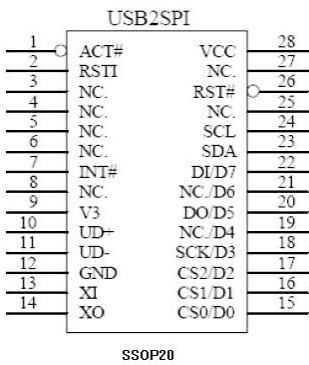 USB2SPI
1 ACT# VCC 28
2 RSTI NC. 27
3 NC. RST# 26
4 NC. NC. 25
5 NC. SCL 24
6 NC. SDA 23
7 INT# DI/D7 22
8 NC. NC./D6 21
9 V3 DO/D5 20
10 UD+ NC./D4 19
11 UD- SCK/D3 18
12 GND CS2/D2 17
13 XI CS1/D1 16
14 XO CS0/D0 15
SSOP20